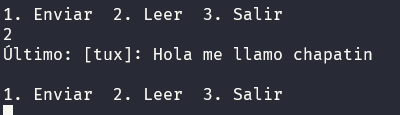 1. Enviar  2. Leer  3. Salir
2
Último: [tux]: Hola me llamo chapatin
1. Enviar  2. Leer  3. Salir